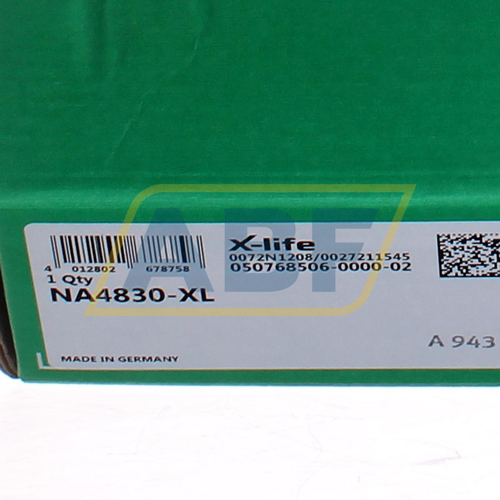 X-life
0072N1208/0027211545
050768506-0000-02
4 012802 678758
1 Qty
NA4830-XL
A 943
MADE IN GERMANY
ABF